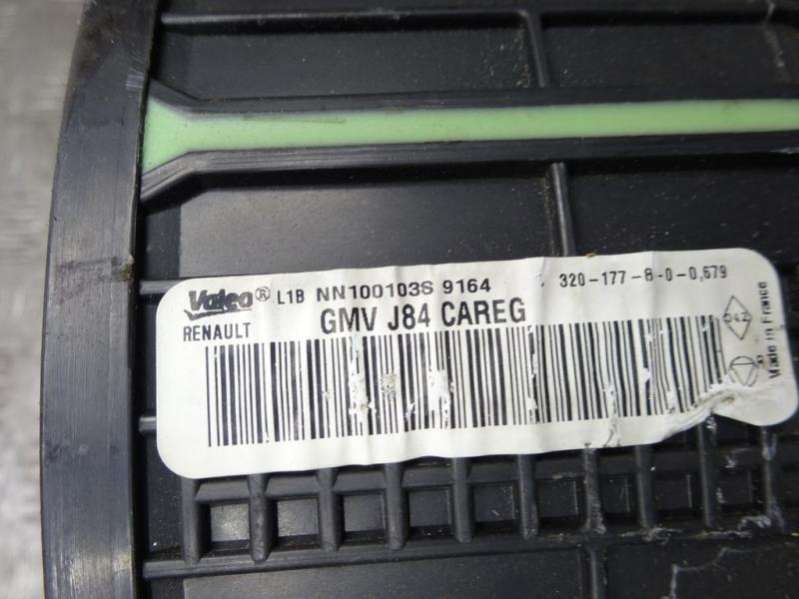 Valeo® L1B NN100103S 9164 320-177-8-0-0,679
RENAULT GMV J84 CAREG
Made in France